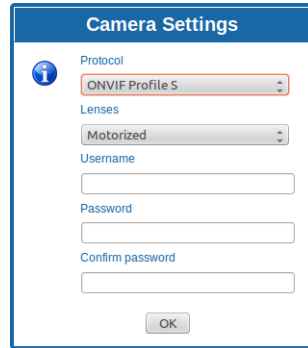 Camera Settings
Protocol
ONVIF Profile S
Lenses
Motorized
Username
Password
Confirm password
OK